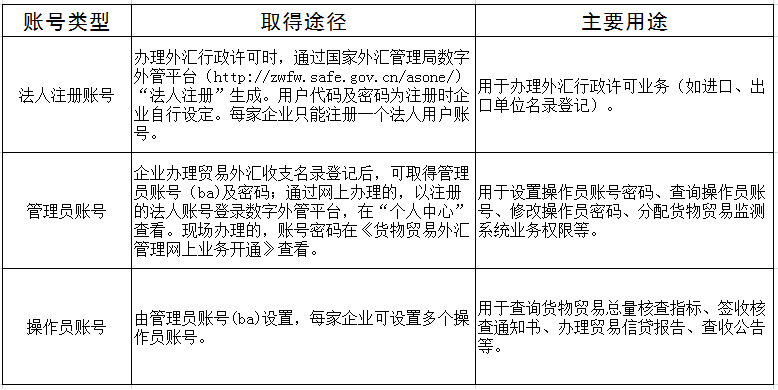 账号类型
取得途径
主要用途
法人注册账号
办理外汇行政许可时，通过国家外汇管理局数字
外管平台（http://zwfw.safe.gov.cn/asone/）
“法人注册”生成。用户代码及密码为注册时企
业自行设定。每家企业只能注册一个法人用户账
号。
用于办理外汇行政许可业务（如进口、出
口单位名录登记）。
管理员账号
企业办理贸易外汇收支名录登记后，可取得管理
员账号（ba)及密码；通过网上办理的，以注册
的法人账号登录数字外管平台，在“个人中心”
查看。现场办理的，账号密码在《货物贸易外汇
管理网上业务开通》查看。
用于设置操作员账号密码、查询操作员账
号、修改操作员密码、分配货物贸易监测
系统业务权限等。
操作员账号
由管理员账号(ba)设置，每家企业可设置多个操
作员账号。
用于查询货物贸易总量核查指标、签收核
查通知书、办理贸易信贷报告、查收公告
等。